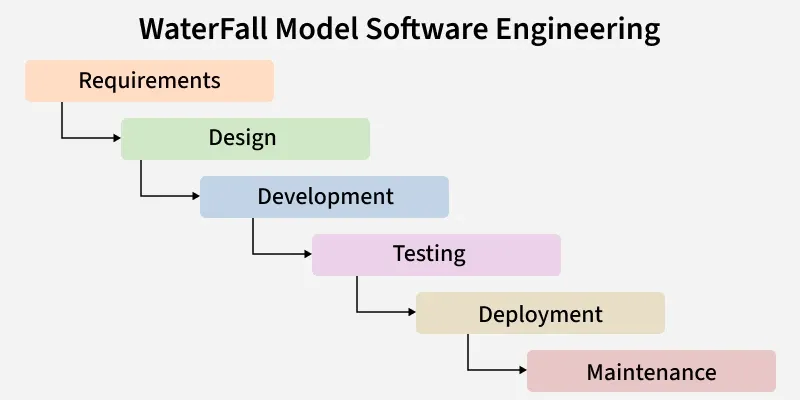 WaterFall Model Software Engineering
Requirements
Design
Development
Testing
Deployment
Maintenance